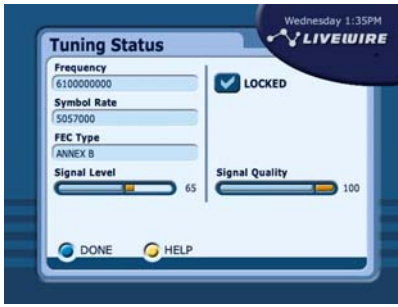 Wednesday 1:35PM
LIVEWIRE
Tuning Status
Frequency
6100000000
LOCKED
Symbol Rate
5057000
FEC Type
ANNEX B
Signal Level
65
Signal Quality
100
DONE
HELP